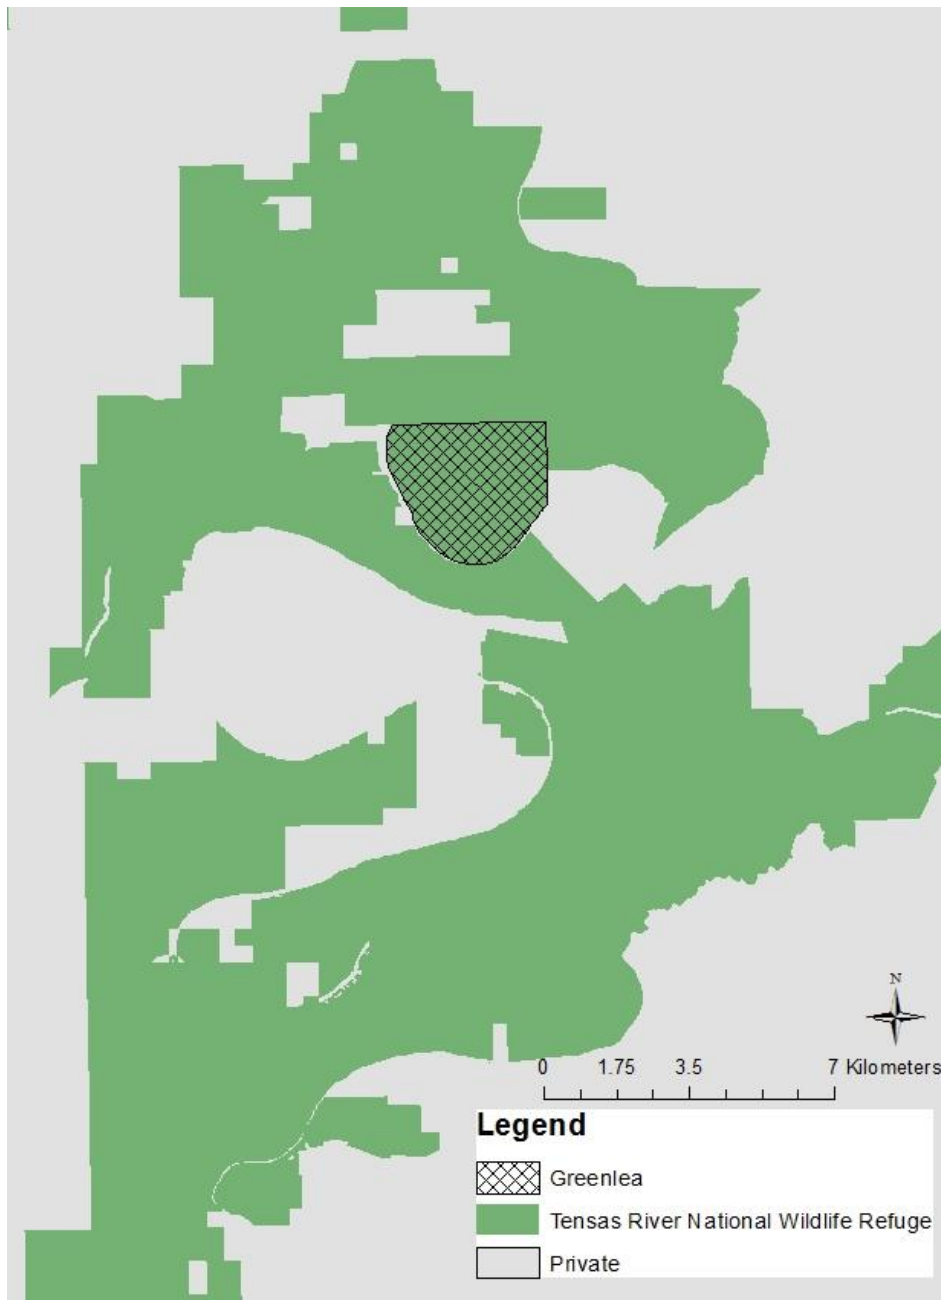 N
0 1.75 3.5 7 Kilometers
Legend
Greenlea
Tensas River National Wildlife Refuge
Private